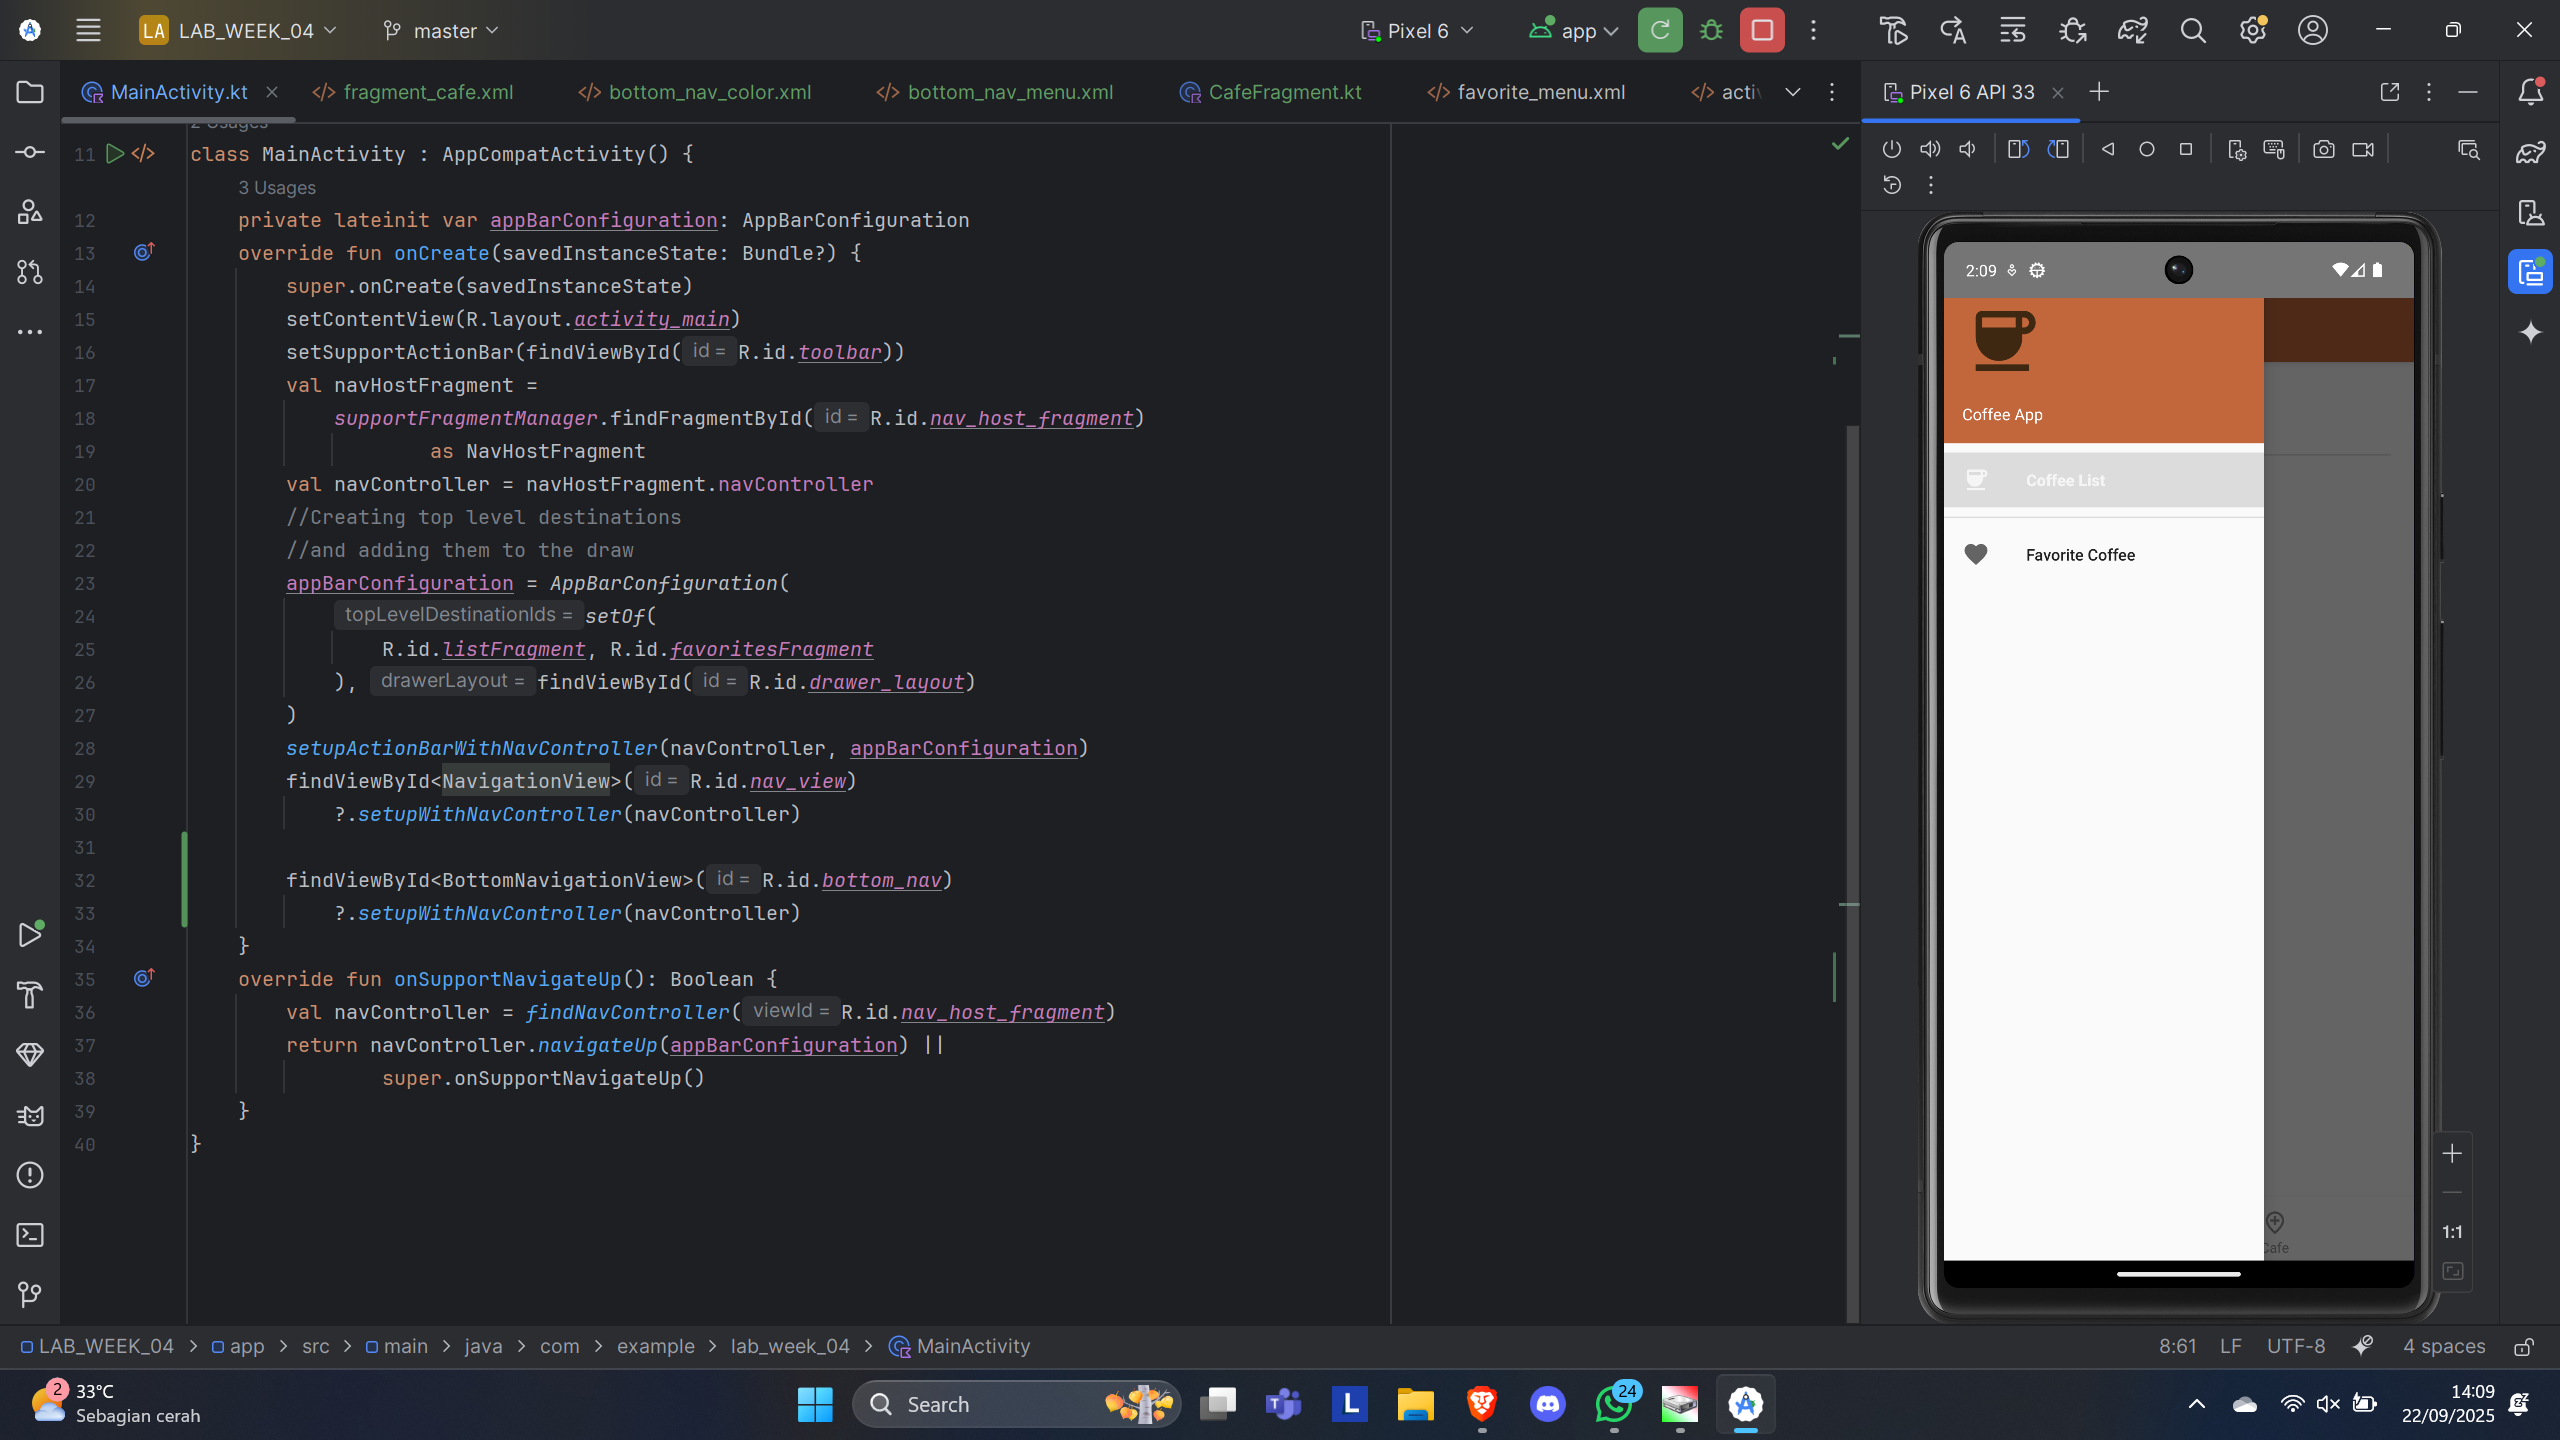 LA LAB_WEEK_04 master Pixel 6 app
MainActivity.kt fragment_cafe.xml bottom_nav_color.xml bottom_nav_menu.xml CafeFragment.kt favorite_menu.xml Pixel 6 API 33
2 Usages
11 class MainActivity : AppCompatActivity() {
3 Usages
12 private lateinit var appBarConfiguration: AppBarConfiguration
13 override fun onCreate(savedInstanceState: Bundle?) {
14 super.onCreate(savedInstanceState)
15 setContentView(R.layout.activity_main)
16 setSupportActionBar(findViewById( id = R.id.toolbar))
17 val navHostFragment =
18 supportFragmentManager.findFragmentById( id = R.id.nav_host_fragment)
19 as NavHostFragment
20 val navController = navHostFragment.navController
21 //Creating top level destinations
22 //and adding them to the draw
23 appBarConfiguration = AppBarConfiguration(
24 topLevelDestinationIds = setOf(
25 R.id.listFragment, R.id.favoritesFragment
26 ), drawerLayout = findViewById( id = R.id.drawer_layout)
27 )
28 setupActionBarWithNavController(navController, appBarConfiguration)
29 findViewById<NavigationView>( id = R.id.nav_view)
30 ?.setupWithNavController(navController)
31
32 findViewById<BottomNavigationView>( id = R.id.bottom_nav)
33 ?.setupWithNavController(navController)
34 }
35 override fun onSupportNavigateUp(): Boolean {
36 val navController = findNavController( viewId = R.id.nav_host_fragment)
37 return navController.navigateUp(appBarConfiguration) ||
38 super.onSupportNavigateUp()
39 }
40 }
2:09
Coffee App
Coffee List
Favorite Coffee
Cafe
1:1
LAB_WEEK_04 > app > src > main > java > com > example > lab_week_04 > MainActivity
8:61 LF UTF-8 4 spaces
2
33°C
Sebagian cerah
Search
L
24
14:09
22/09/2025